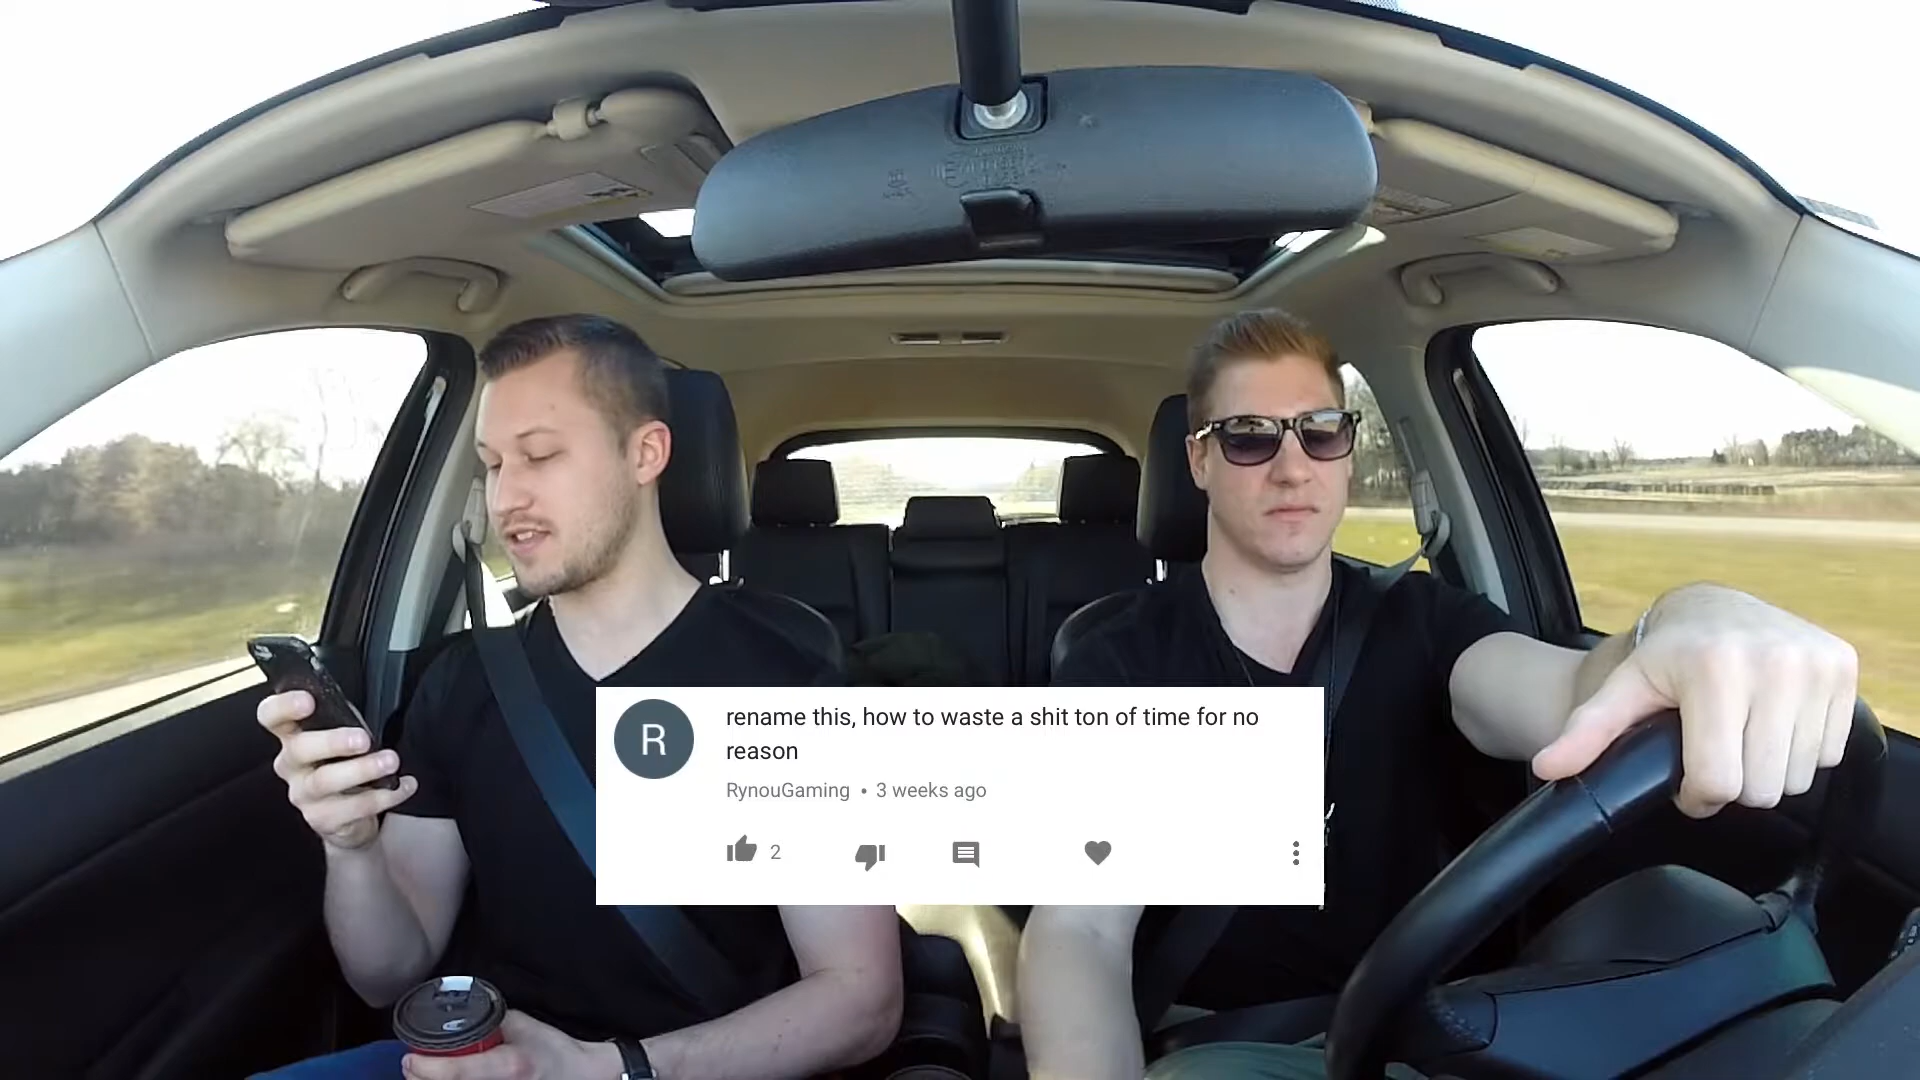 R
rename this, how to waste a shit ton of time for no
reason
RynouGaming • 3 weeks ago
2